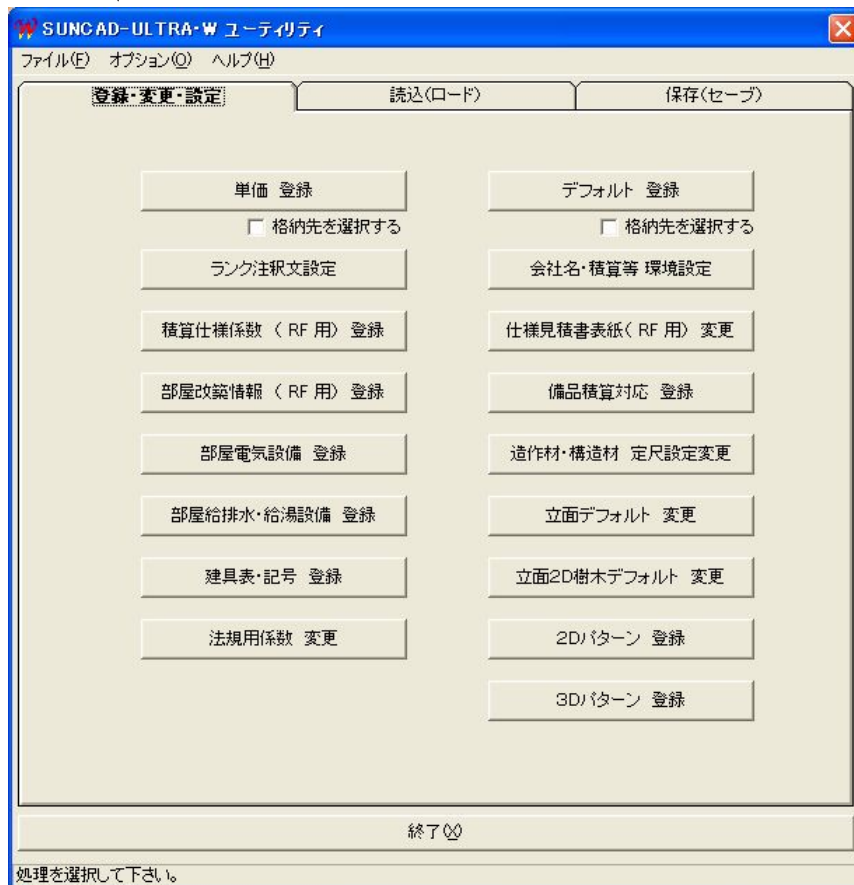 SUNCAD-ULTRA・W ユーティリティ
ファイル(F) オプション(O) ヘルプ(H)
登録・変更・設定 読込(ロード) 保存(セーブ)
単価 登録 デフォルト 登録
格納先を選択する 格納先を選択する
ランク注釈文設定 会社名・積算等 環境設定
積算仕様係数 ( RF 用) 登録 仕様見積書表紙( RF 用) 変更
部屋改築情報 ( RF 用) 登録 備品積算対応 登録
部屋電気設備 登録 造作材・構造材 定尺設定変更
部屋給排水・給湯設備 登録 立面デフォルト 変更
建具表・記号 登録 立面2D樹木デフォルト 変更
法規用係数 変更 2Dパターン 登録
3Dパターン 登録
終了(X)
処理を選択して下さい。